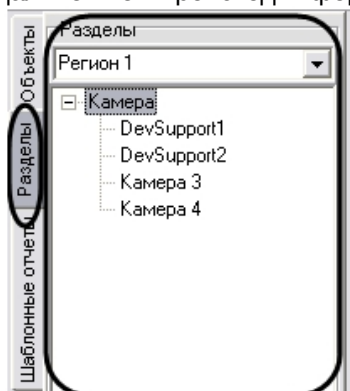 Объекты
Разделы
Шаблонные отчеты
Разделы
Регион 1
Камера
DevSupport1
DevSupport2
Камера 3
Камера 4